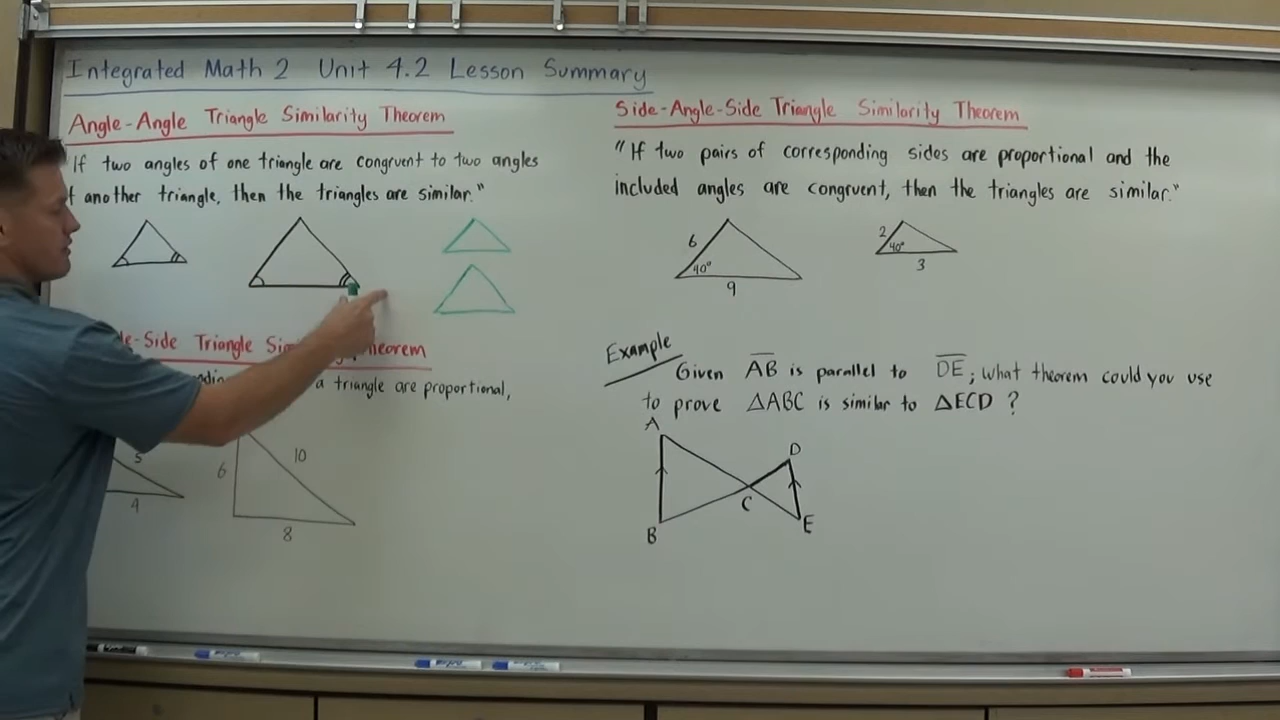 Integrated Math 2 Unit 4.2 Lesson Summary
Angle-Angle Triangle Similarity Theorem
If two angles of one triangle are congruent to two angles
another triangle, then the triangles are similar."
-Side Triangle Theorem
a triangle are proportional,
5
4
6
10
8
Side-Angle-Side Triangle Similarity Theorem
"If two pairs of corresponding sides are proportional and the
included angles are congruent, then the triangles are similar."
6
40°
9
2
40°
3
Example
Given AB is parallel to DE, what theorem could you use
to prove △ABC is similar to △ECD ?
A
D
C
B
E